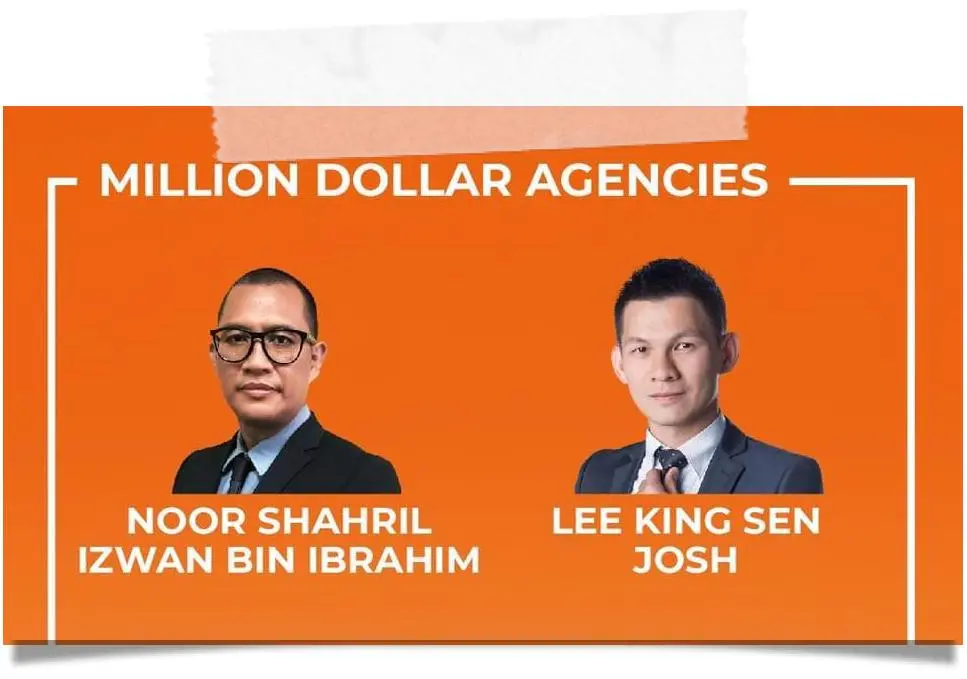 MILLION DOLLAR AGENCIES
NOOR SHAHRIL
IZWAN BIN IBRAHIM
LEE KING SEN
JOSH